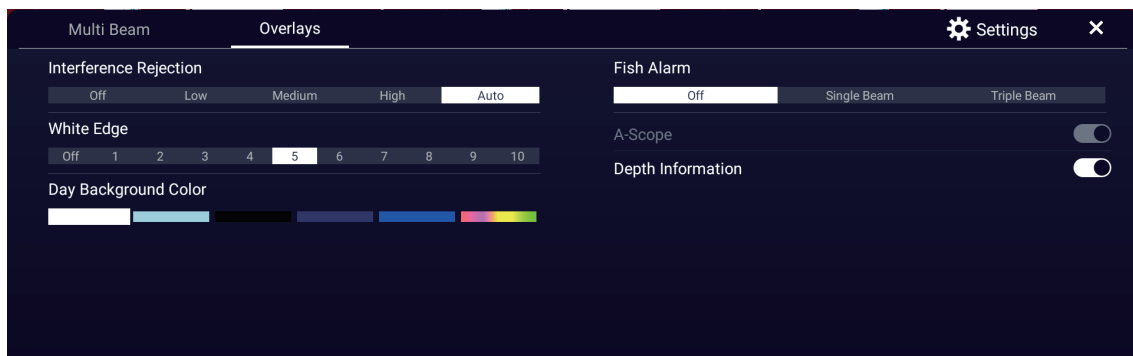 Multi Beam Overlays Settings
Interference Rejection
Off Low Medium High Auto
White Edge
Off 1 2 3 4 5 6 7 8 9 10
Day Background Color
Fish Alarm
Off Single Beam Triple Beam
A-Scope
Depth Information